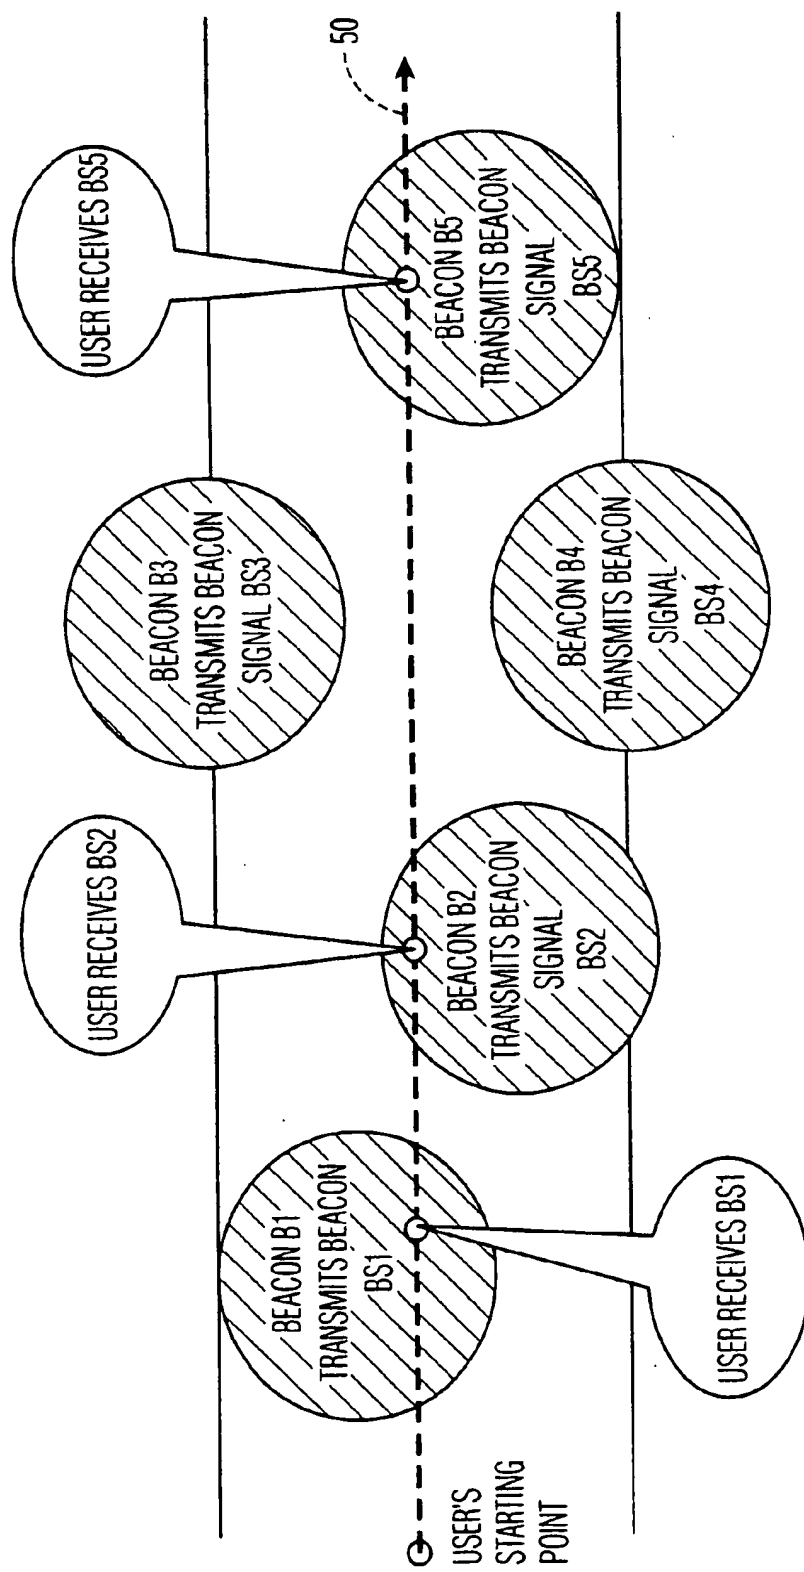 USER RECEIVES BS2
USER RECEIVES BS5
BEACON B3
TRANSMITS BEACON
SIGNAL BS3
50
BEACON B1
TRANSMITS BEACON
BS1
BEACON B2
TRANSMITS BEACON
SIGNAL
BS2
BEACON B5
TRANSMITS BEACON
SIGNAL
BS5
USER'S
STARTING
POINT
BEACON B4
TRANSMITS BEACON
SIGNAL
BS4
USER RECEIVES BS1